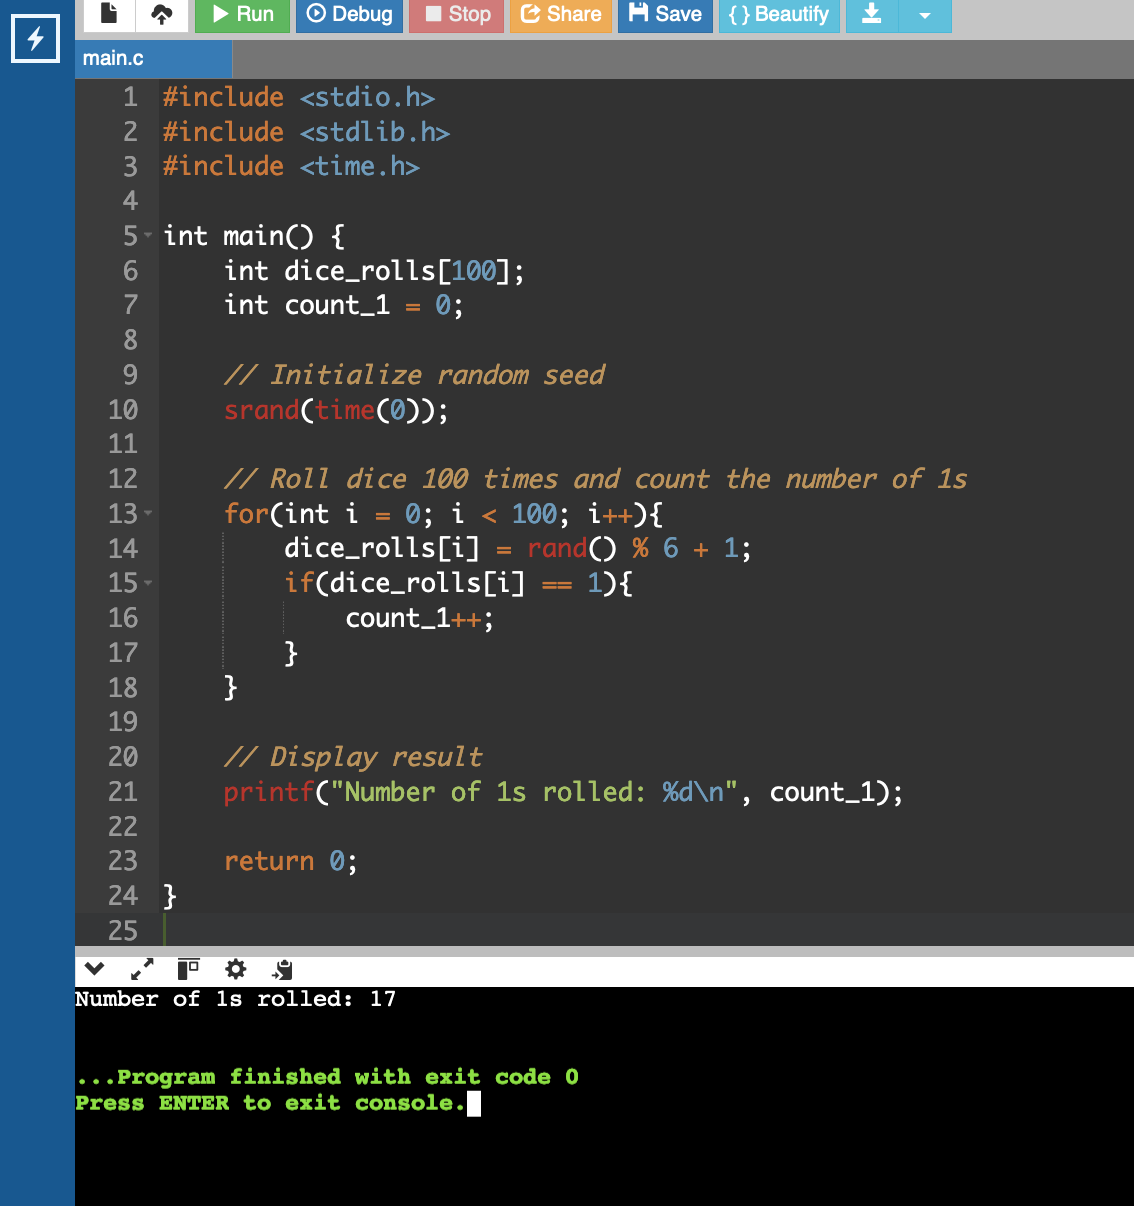 Run Debug Stop Share Save { } Beautify
main.c
1 #include <stdio.h>
2 #include <stdlib.h>
3 #include <time.h>
4
5 int main() {
6     int dice_rolls[100];
7     int count_1 = 0;
8
9     // Initialize random seed
10     srand(time(0));
11
12     // Roll dice 100 times and count the number of 1s
13     for(int i = 0; i < 100; i++){
14         dice_rolls[i] = rand() % 6 + 1;
15         if(dice_rolls[i] == 1){
16             count_1++;
17         }
18     }
19
20     // Display result
21     printf("Number of 1s rolled: %d\n", count_1);
22
23     return 0;
24 }
25
Number of 1s rolled: 17
...Program finished with exit code 0
Press ENTER to exit console.